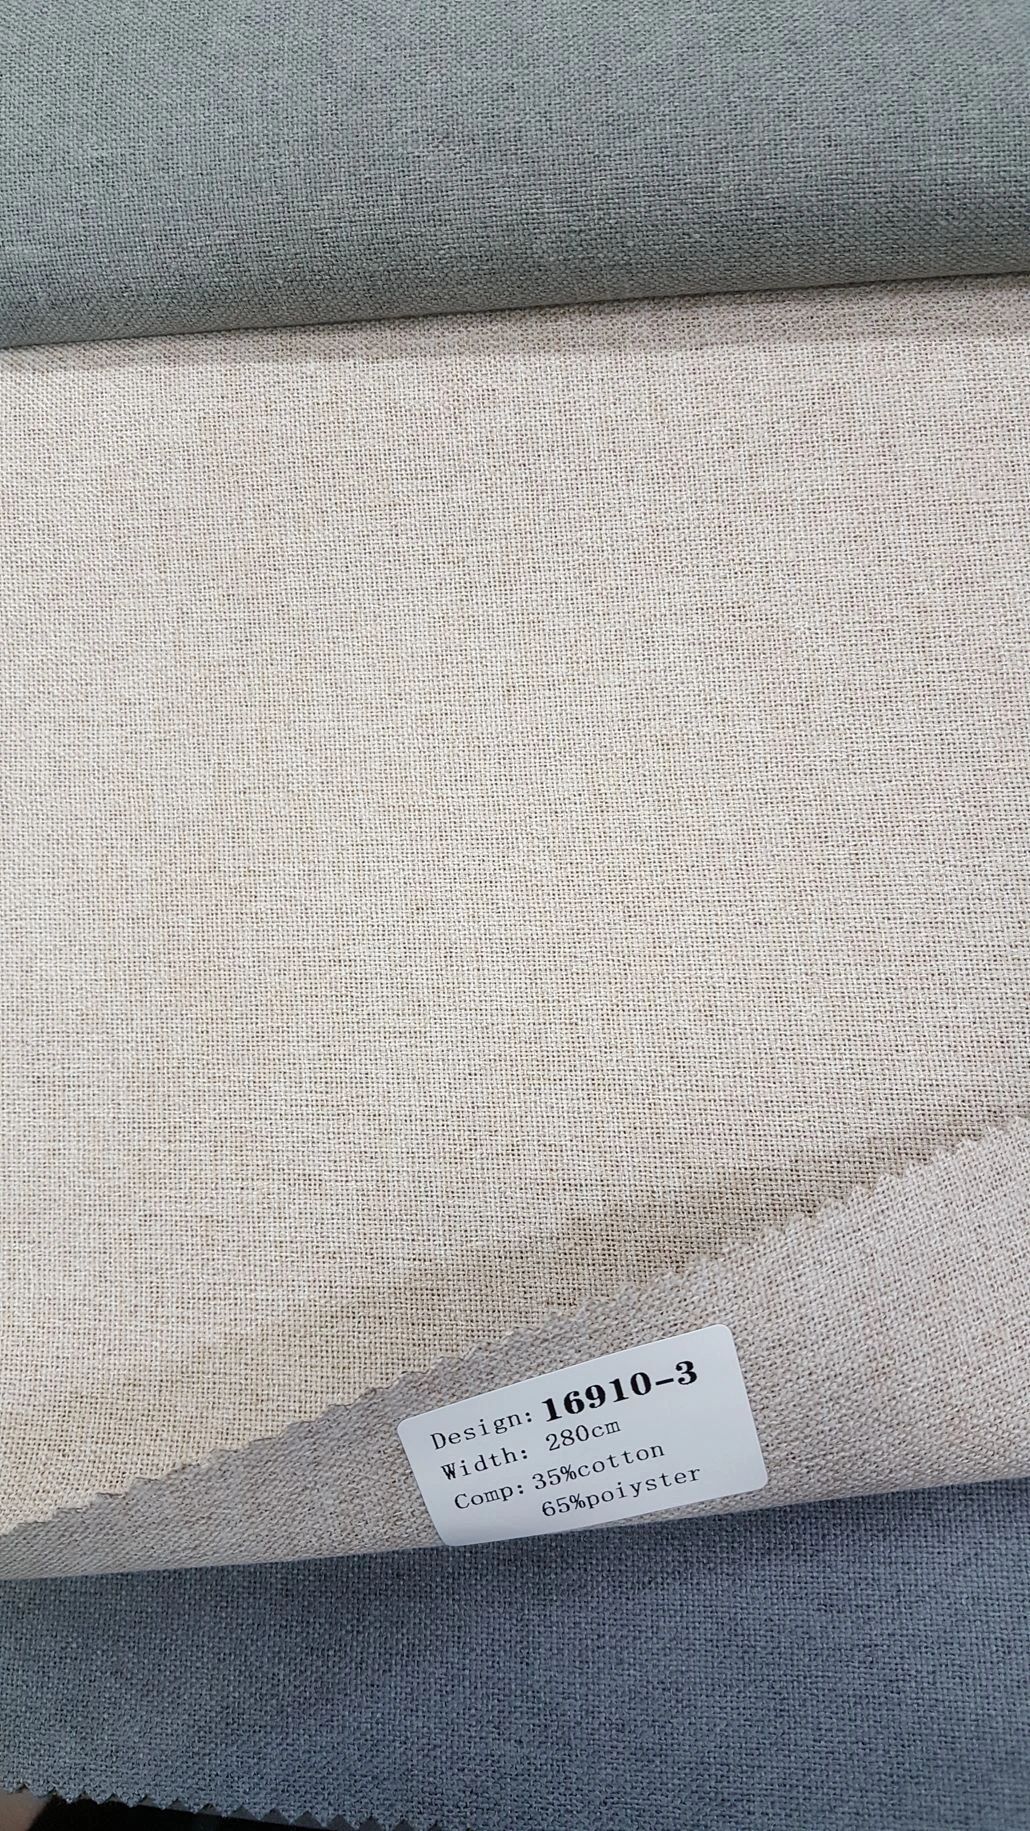 Design: 16910-3
Width: 280cm
Comp: 35%cotton
65%poiyster